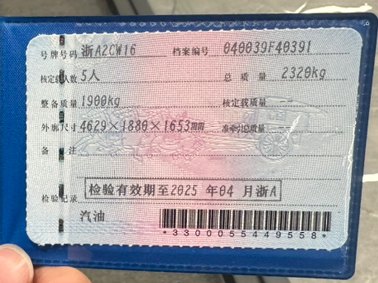 号牌号码 浙A2CW16 档案编号 040039F40391
核定载人数 5人 总质量 2320kg
整备质量 1900kg 核定载质量 --
外廓尺寸 4629×1880×1653mm 准牵引总质量 --
备注
检验记录 检验有效期至2025 年04 月浙A
汽油
*3300055449558*